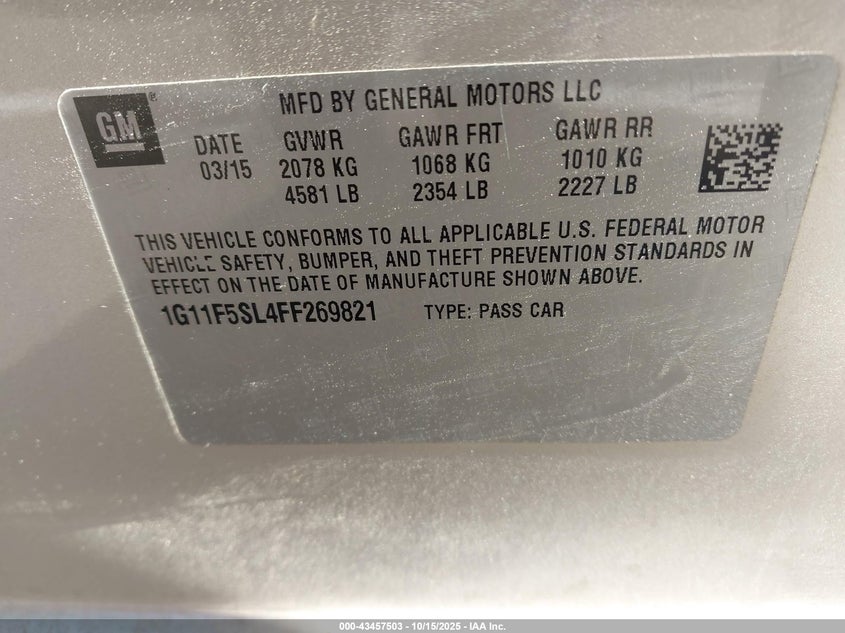 GM ®
MFD BY GENERAL MOTORS LLC
DATE GVWR GAWR FRT GAWR RR
03/15 2078 KG 1068 KG 1010 KG
4581 LB 2354 LB 2227 LB
THIS VEHICLE CONFORMS TO ALL APPLICABLE U.S. FEDERAL MOTOR
VEHICLE SAFETY, BUMPER, AND THEFT PREVENTION STANDARDS IN
EFFECT ON THE DATE OF MANUFACTURE SHOWN ABOVE.
1G11F5SL4FF269821 TYPE: PASS CAR
000-43457503 - 10/15/2025 - IAA Inc.